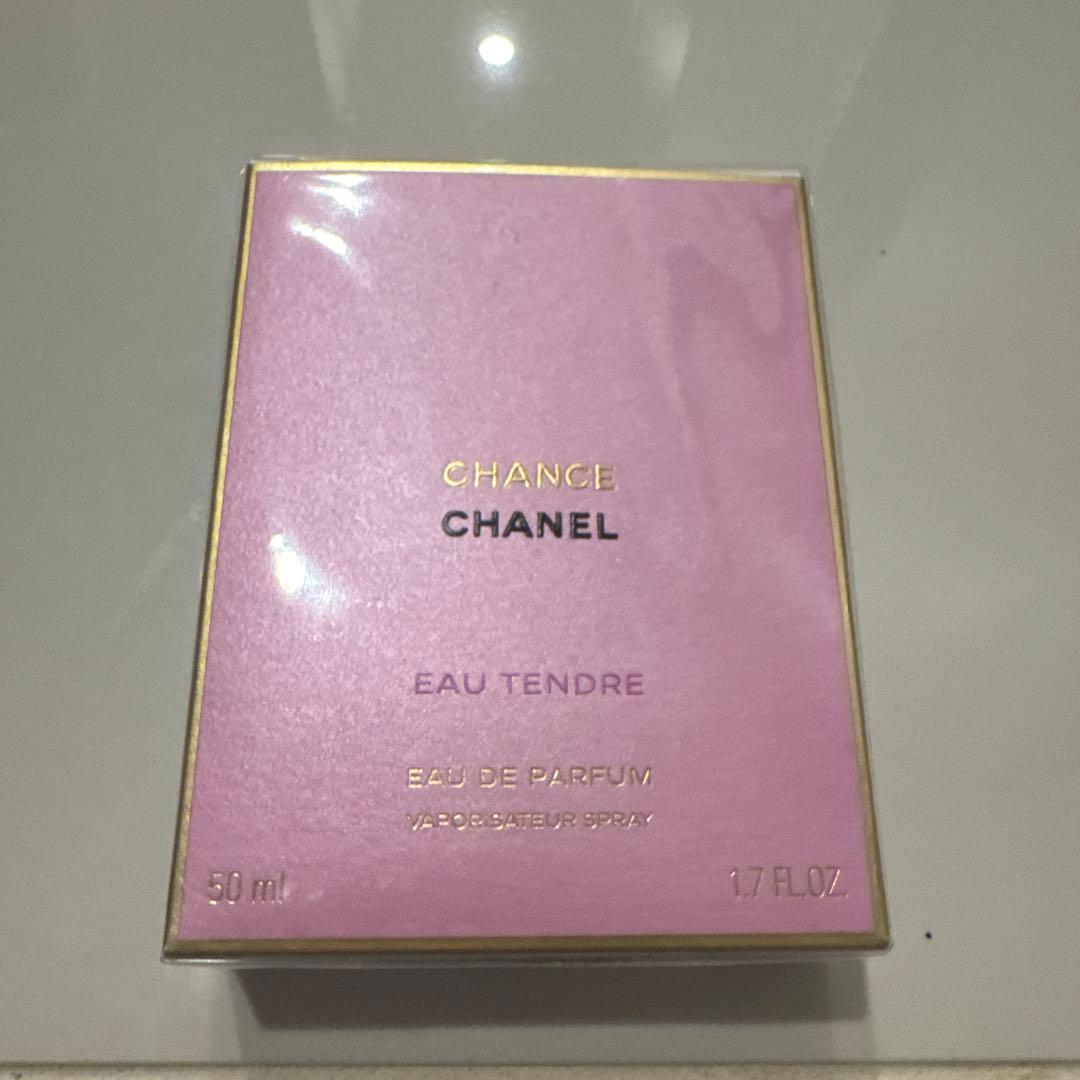 CHANCE
CHANEL
EAU TENDRE
EAU DE PARFUM
VAPORISATEUR SPRAY
50 ml
1.7 FL.OZ.